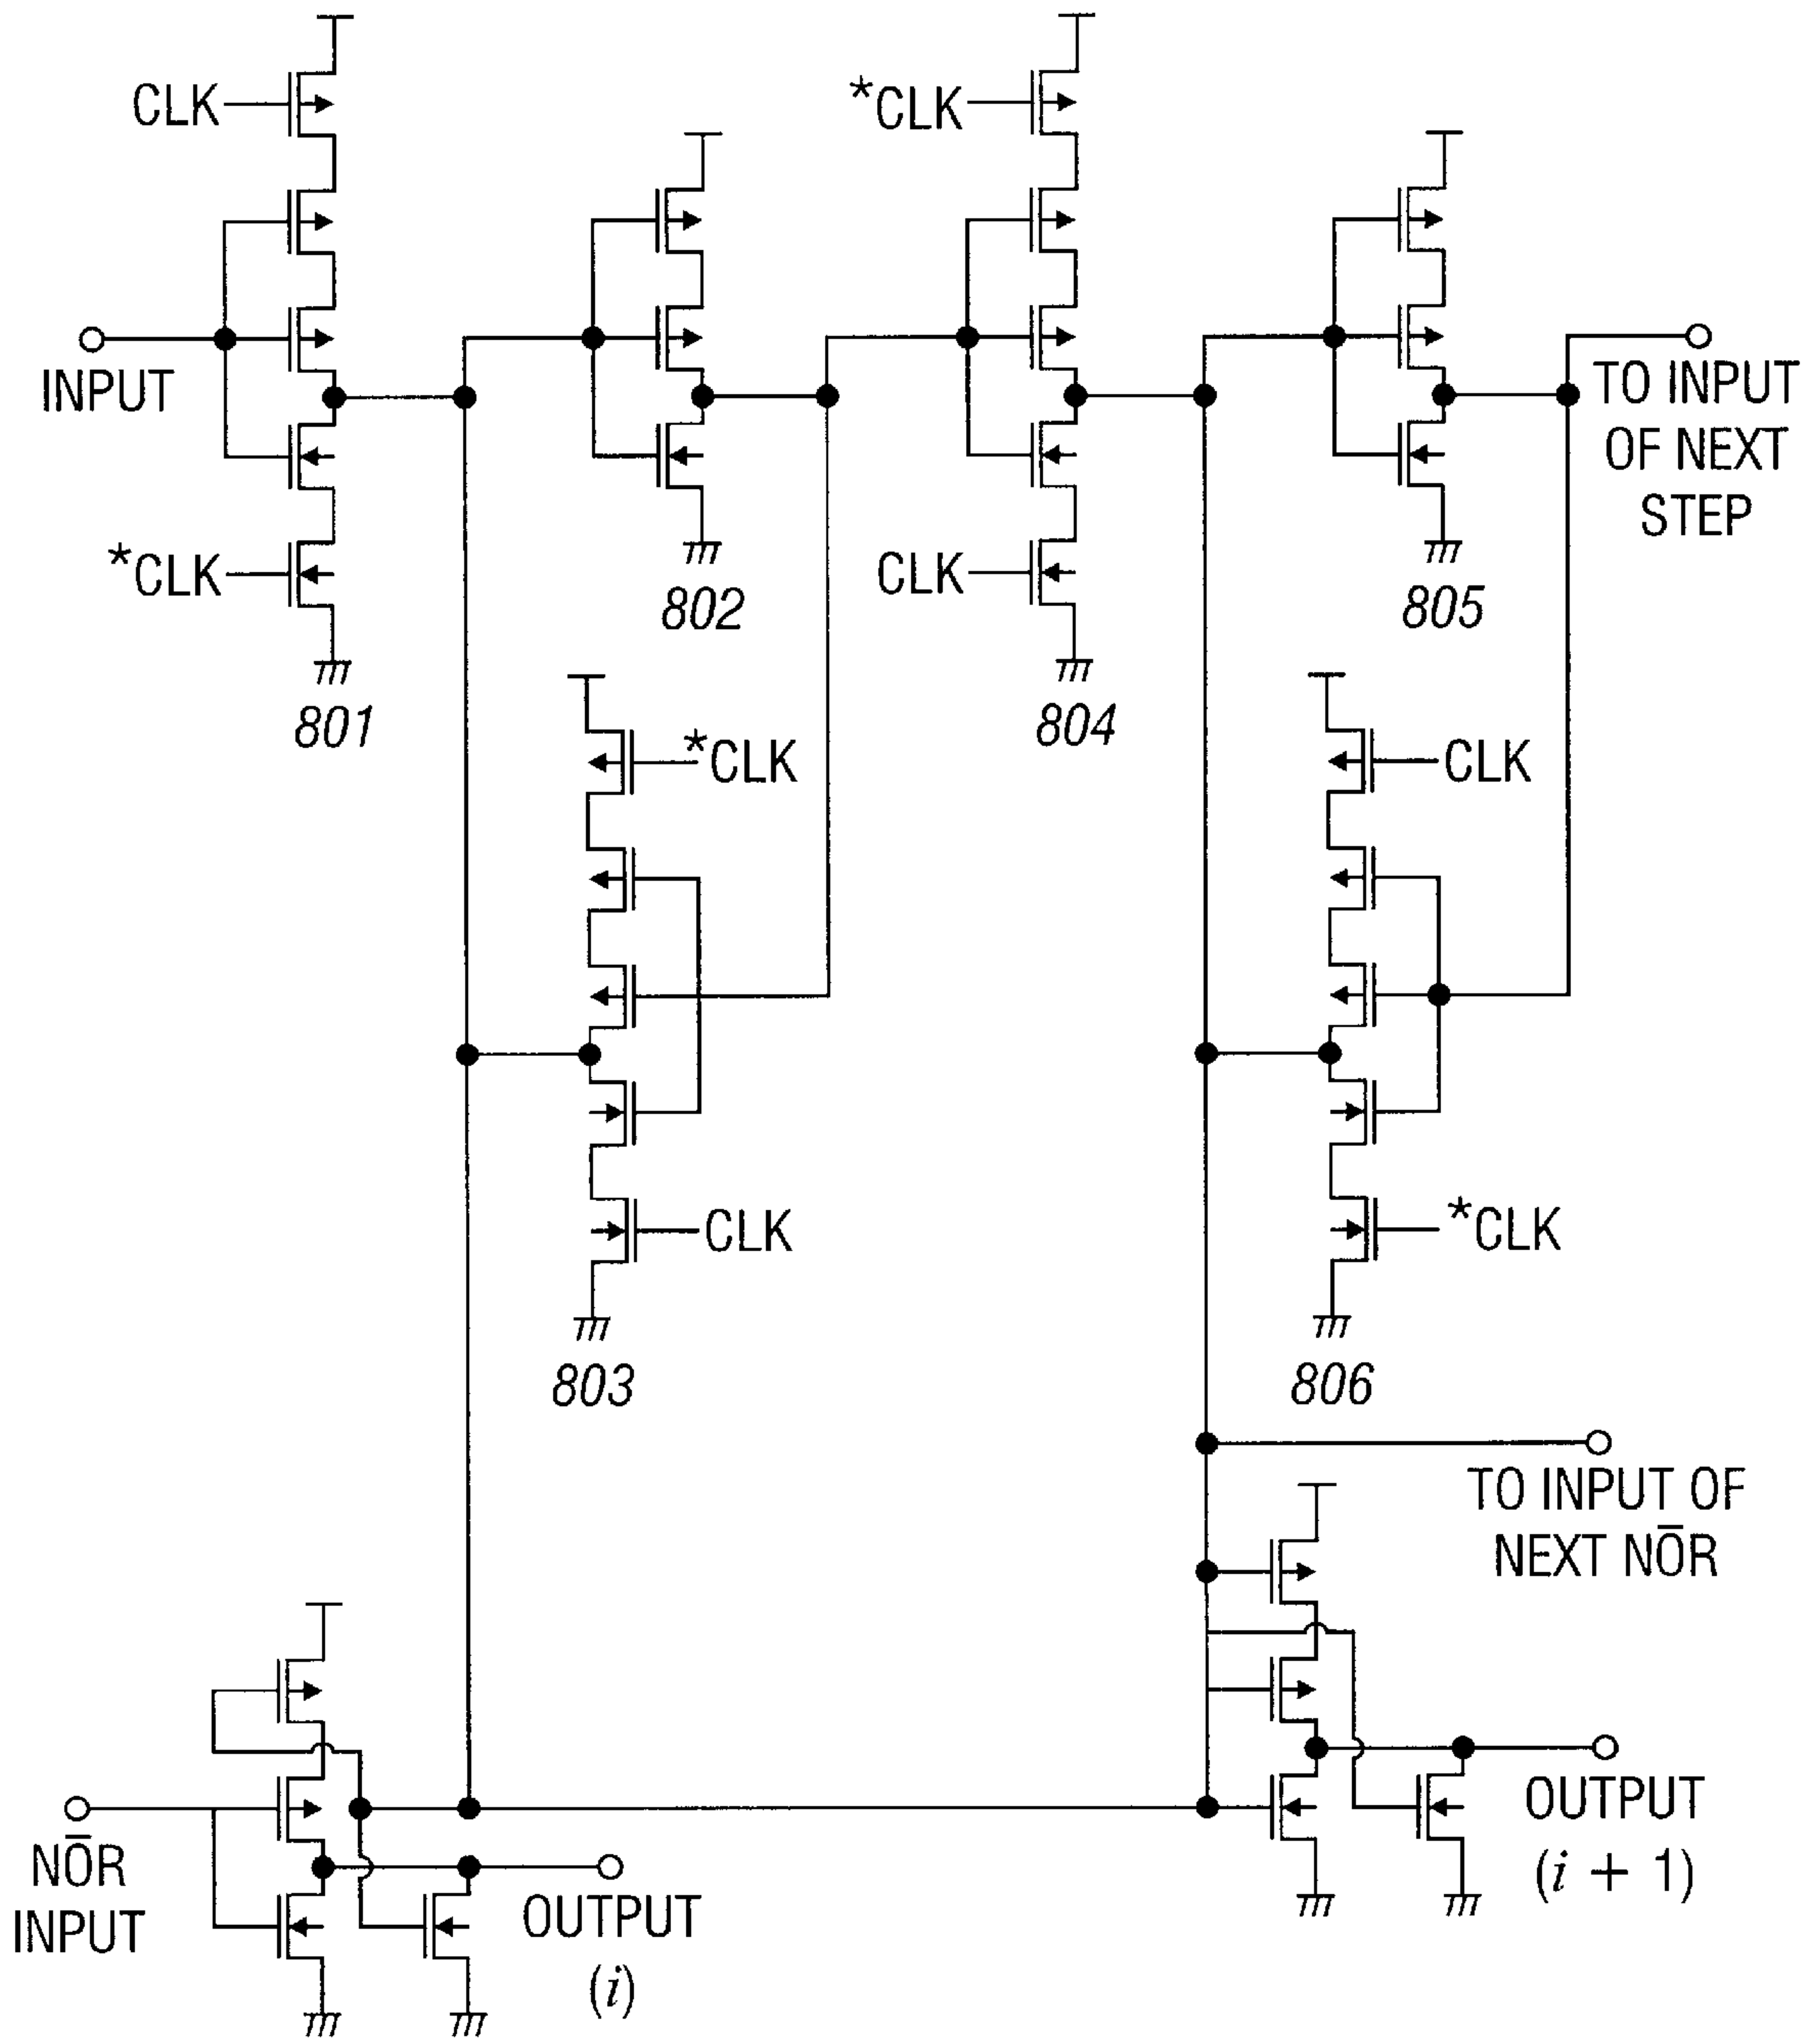 CLK
*CLK
INPUT
TO INPUT
OF NEXT
STEP
*CLK
CLK
802
805
801
804
*CLK
CLK
CLK
*CLK
803
806
TO INPUT OF
NEXT NŌR
NŌR
INPUT
OUTPUT
(i)
OUTPUT
(i + 1)